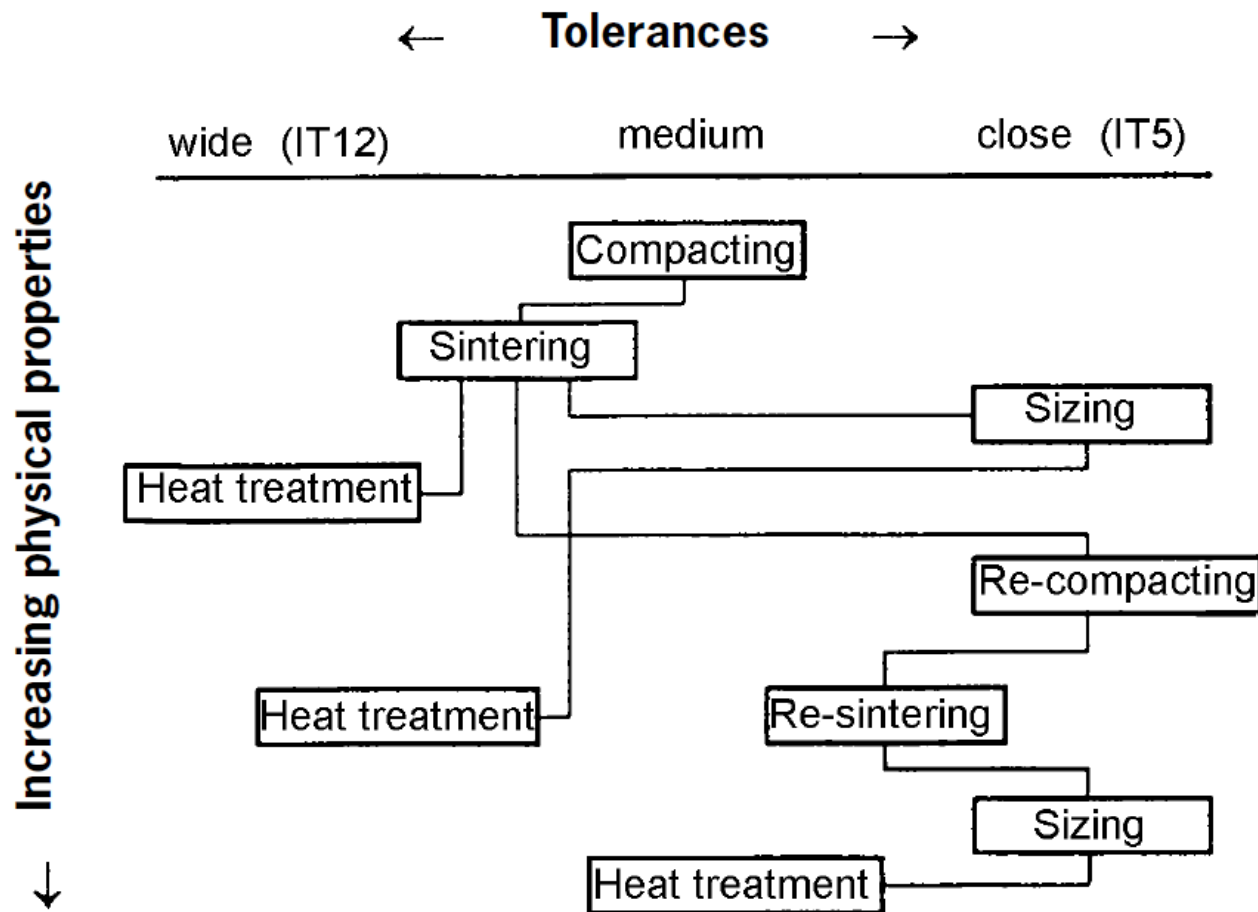 ← Tolerances →
wide (IT12) medium close (IT5)
Increasing physical properties →
Compacting
Sintering
Sizing
Heat treatment
Re-compacting
Heat treatment
Re-sintering
Sizing
Heat treatment